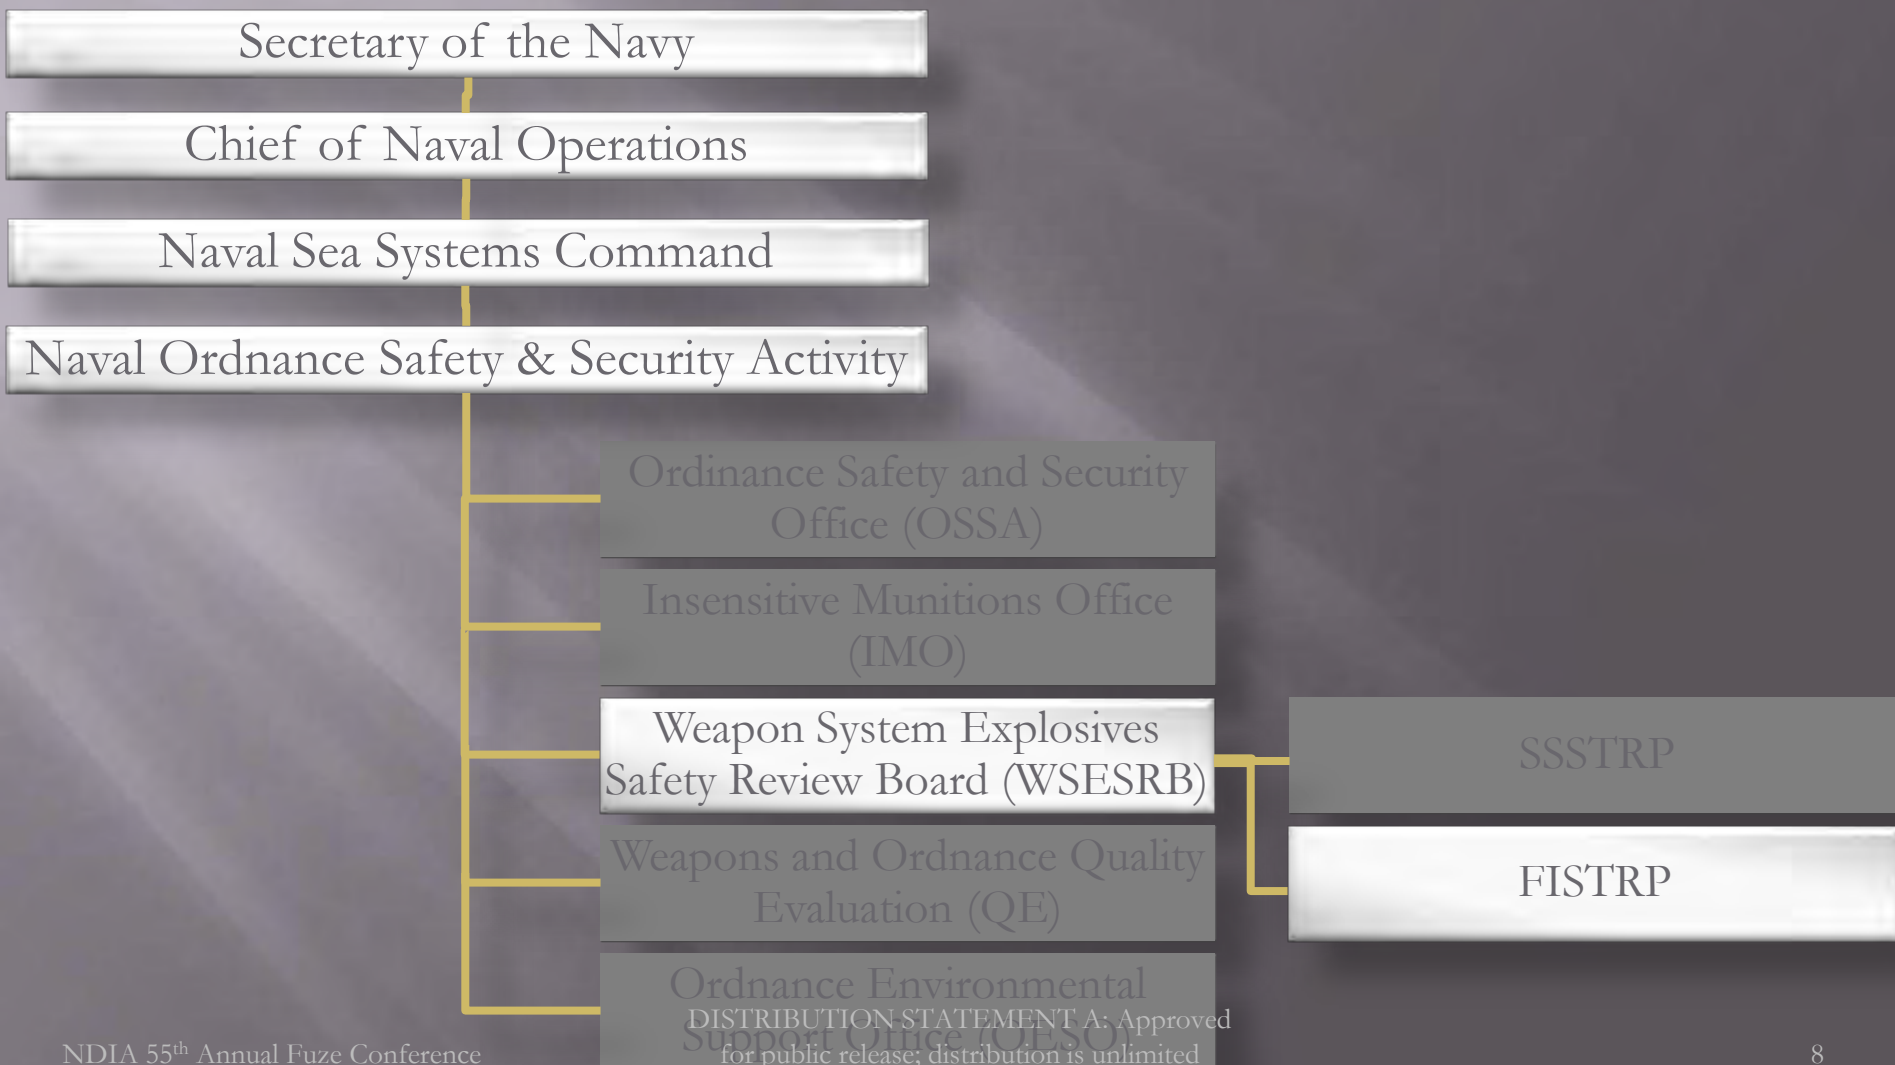 Secretary of the Navy
Chief of Naval Operations
Naval Sea Systems Command
Naval Ordnance Safety & Security Activity
Ordinance Safety and Security
Office (OSSA)
Insensitive Munitions Office
(IMO)
Weapon System Explosives
Safety Review Board (WSESRB)
SSSTRP
FISTRP
Weapons and Ordnance Quality
Evaluation (QE)
Ordnance Environmental
Support Office (OESO)
DISTRIBUTION STATEMENT A: Approved
for public release; distribution is unlimited
NDIA 55th Annual Fuze Conference
8